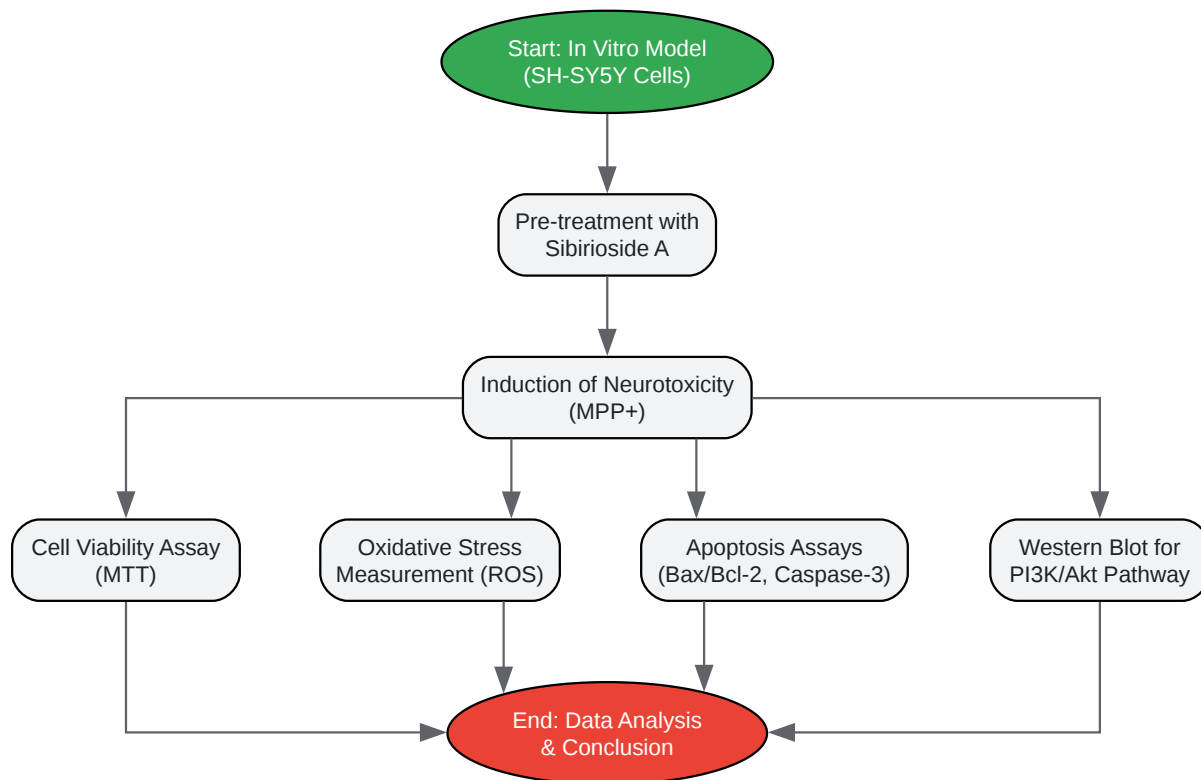 Start: In Vitro Model
(SH-SY5Y Cells)
Pre-treatment with
Sibirioside A
Induction of Neurotoxicity
(MPP+)
Cell Viability Assay
(MTT)
Oxidative Stress
Measurement (ROS)
Apoptosis Assays
(Bax/Bcl-2, Caspase-3)
Western Blot for
PI3K/Akt Pathway
End: Data Analysis
& Conclusion